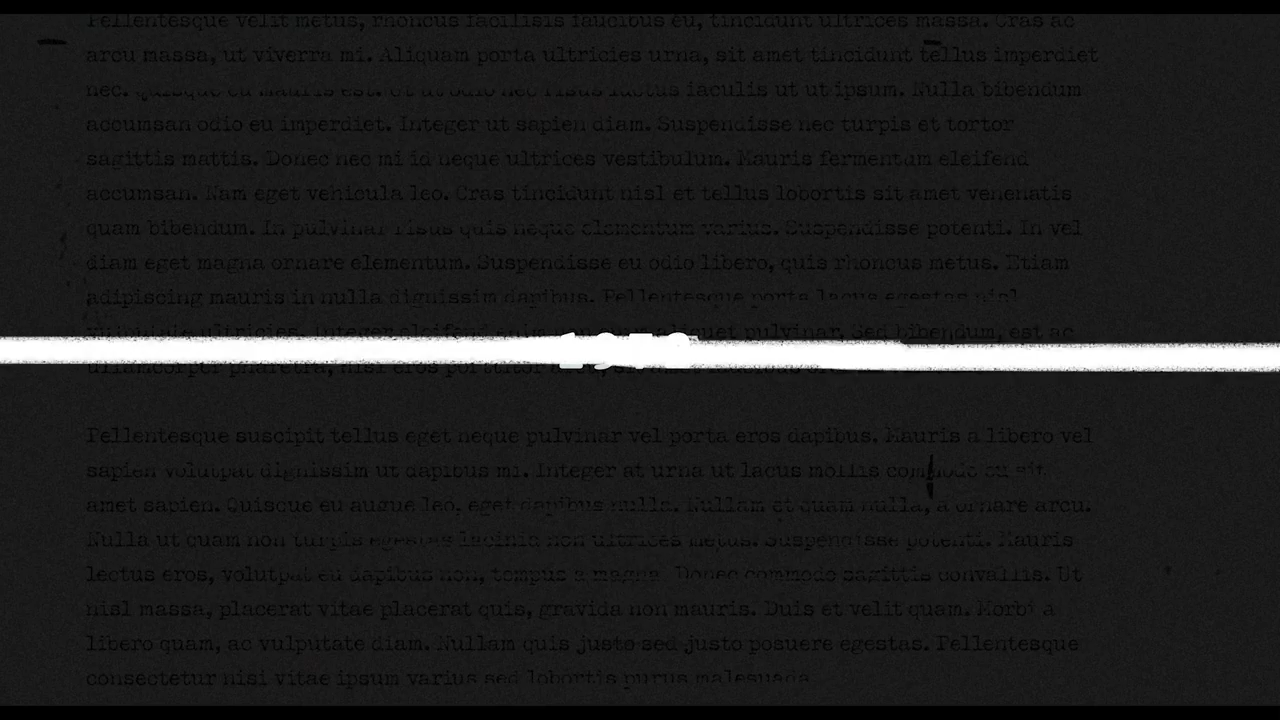 Pellentesque velit metus, rhoncus facilisis faucibus eu, tincidunt ultrices massa. Cras ac
arcu massa, ut viverra mi. Aliquam porta ultricies urna, sit amet tincidunt tellus imperdiet
nec. Quisque eu mauris est. Ut at odio nec risus luctus iaculis ut ut ipsum. Nulla bibendum
accumsan odio eu imperdiet. Integer ut sapien diam. Suspendisse nec turpis et tortor
sagittis mattis. Donec nec mi id neque ultrices vestibulum. Mauris fermentum eleifend
accumsan. Nam eget vehicula leo. Cras tincidunt nisl et tellus lobortis sit amet venenatis
quam bibendum. In pulvinar risus quis neque elementum varius. Suspendisse potenti. In vel
diam eget magna ornare elementum. Suspendisse eu odio libero, quis rhoncus metus. Etiam
adipiscing mauris in nulla dignissim dapibus. Pellentesque porta lacus egestas nisl
vulputate ultricies. Integer eleifend enim non quam aliquet pulvinar. Sed bibendum, est ac
ullamcorper pharetra, nisl eros porttitor
Pellentesque suscipit tellus eget neque pulvinar vel porta eros dapibus. Mauris a libero vel
sapien volutpat dignissim ut dapibus mi. Integer at urna ut lacus mollis commodo eu sit
amet sapien. Quisque eu augue leo, eget dapibus nulla. Nullam et quam nulla, a ornare arcu.
Nulla ut quam non turpis egestas lacinia non ultrices metus. Suspendisse potenti. Mauris
lectus eros, volutpat eu dapibus non, tempus a magna. Donec commodo sagittis convallis. Ut
nisl massa, placerat vitae placerat quis, gravida non mauris. Duis et velit quam. Morbi a
libero quam, ac vulputate diam. Nullam quis justo sed justo posuere egestas. Pellentesque
consectetur nisi vitae ipsum varius sed lobortis purus malesuada